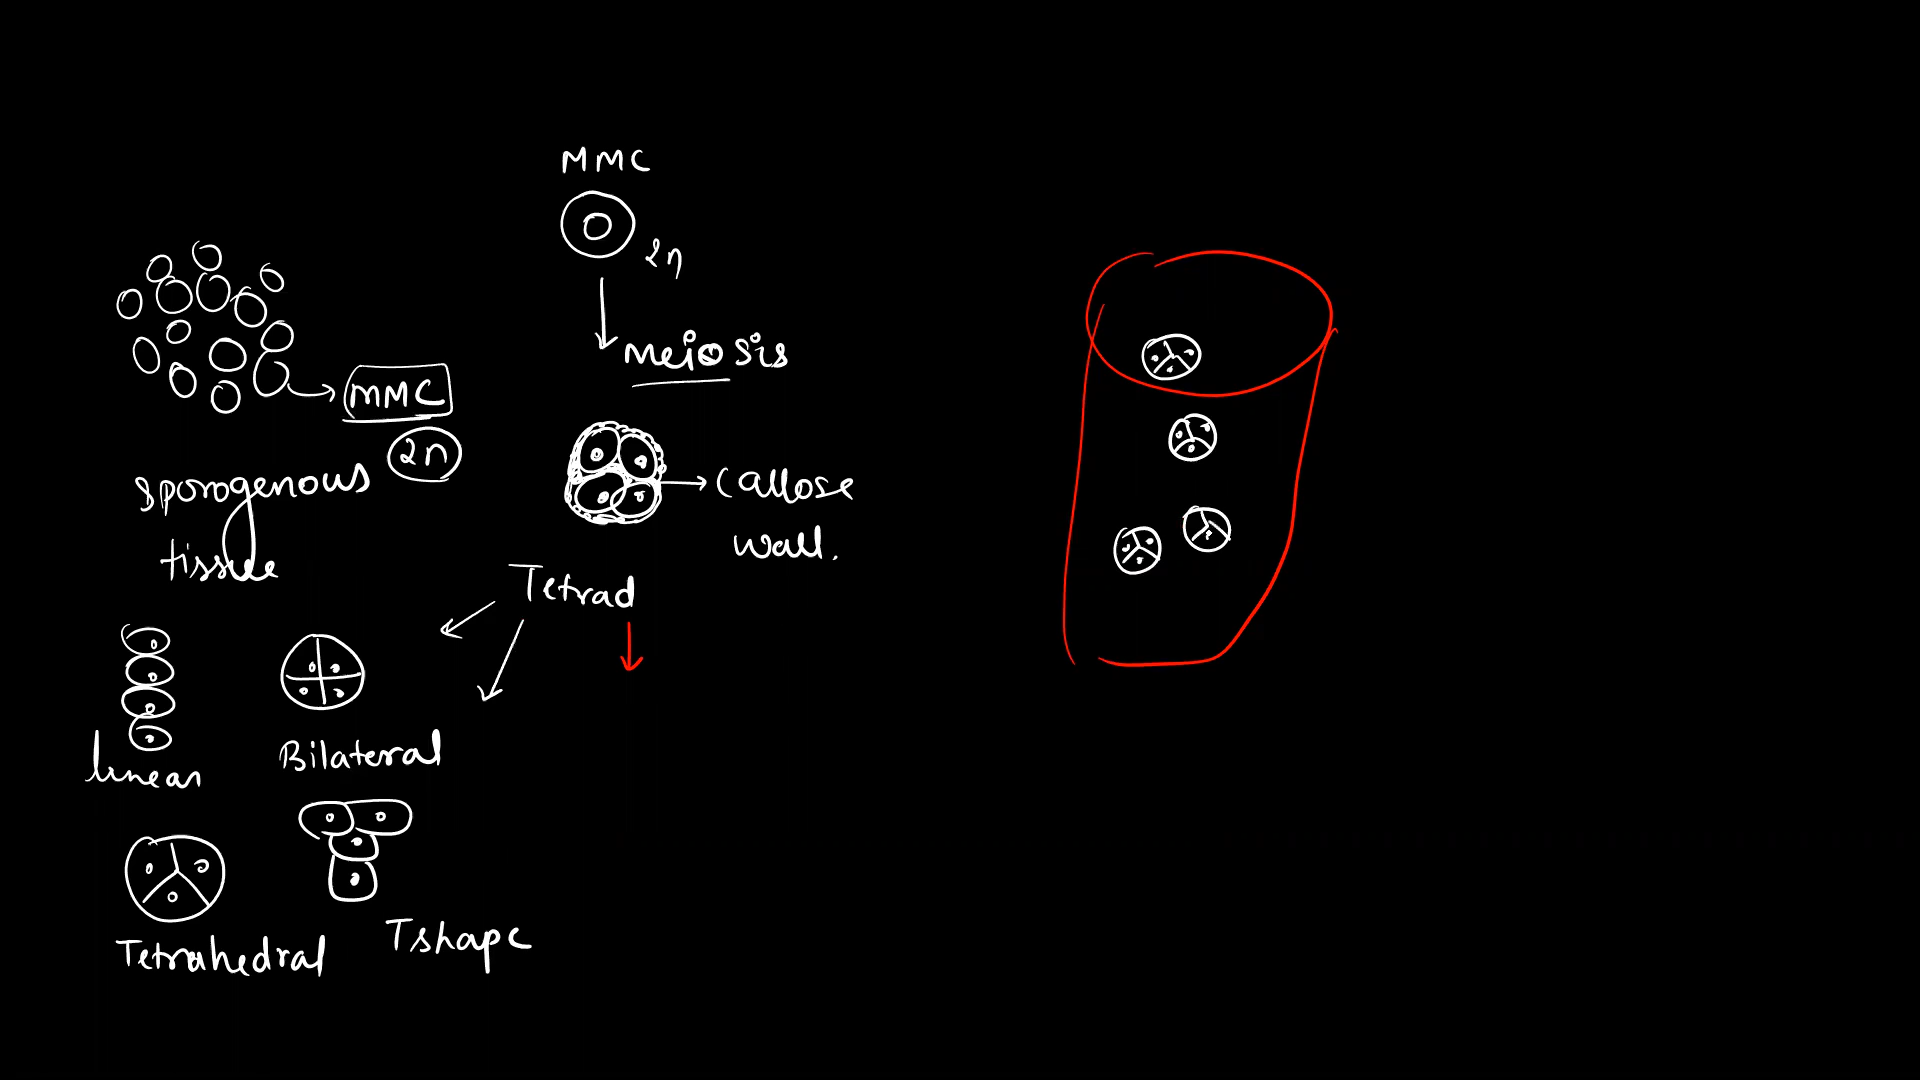 MMC
2n
meiosis
MMC
2n
sporogenous
tissue
callose
wall.
Tetrad
linear
Bilateral
Tetrahedral
Tshape